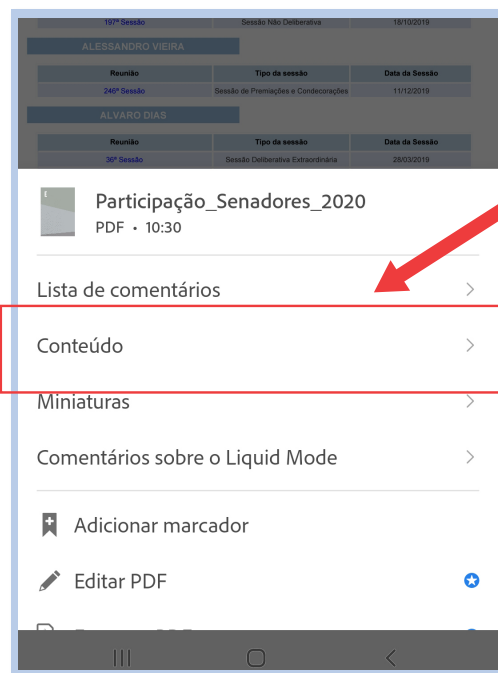 197ª Sessão Sessão Não Deliberativa 18/10/2019
ALESSANDRO VIEIRA
Reunião Tipo da sessão Data da Sessão
246ª Sessão Sessão de Premiações e Condecorações 11/12/2019
ALVARO DIAS
Reunião Tipo da sessão Data da Sessão
36ª Sessão Sessão Deliberativa Extraordinária 28/03/2019
Participação_Senadores_2020
PDF • 10:30
Lista de comentários
Conteúdo
Miniaturas
Comentários sobre o Liquid Mode
Adicionar marcador
Editar PDF